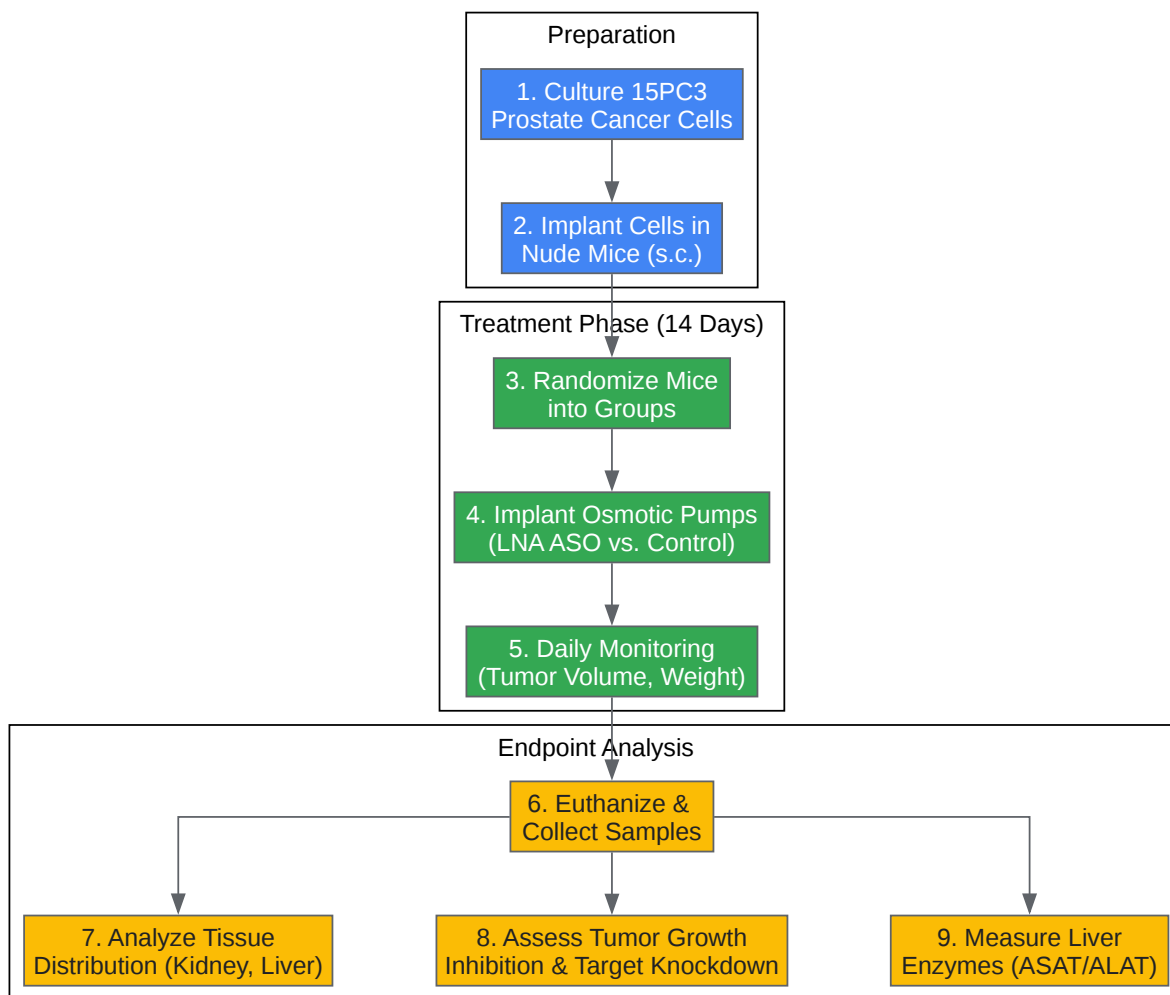 Preparation
1. Culture 15PC3
Prostate Cancer Cells
2. Implant Cells in
Nude Mice (s.c.)
Treatment Phase (14 Days)
3. Randomize Mice
into Groups
4. Implant Osmotic Pumps
(LNA ASO vs. Control)
5. Daily Monitoring
(Tumor Volume, Weight)
Endpoint Analysis
6. Euthanize &
Collect Samples
7. Analyze Tissue
Distribution (Kidney, Liver)
8. Assess Tumor Growth
Inhibition & Target Knockdown
9. Measure Liver
Enzymes (ASAT/ALAT)